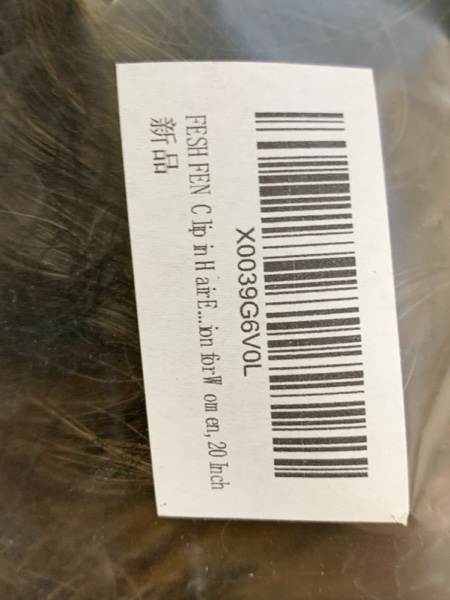 X0039G6V0L
FESHFEN Clip in Hair E...ion for Women, 20 Inch
新品